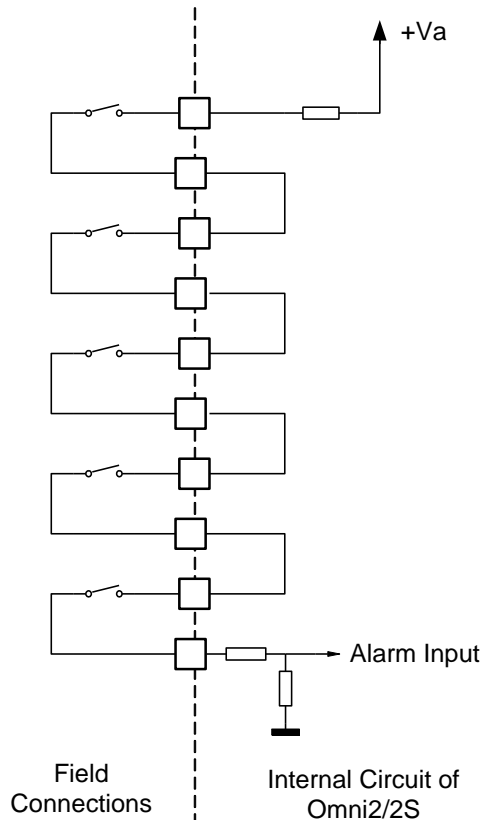 +Va
Alarm Input
Field
Connections
Internal Circuit of
Omni2/2S